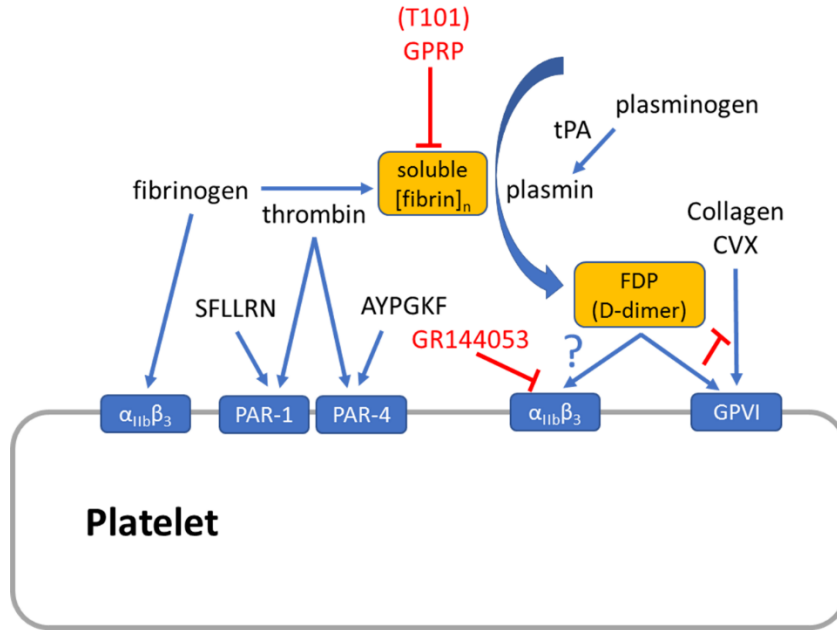 (T101)
GPRP
plasminogen
tPA
soluble
[fibrin]ₙ
plasmin
fibrinogen
thrombin
Collagen
CVX
FDP
(D-dimer)
SFLLRN
AYPGKF
GR144053
?
αIIbβ₃
PAR-1
PAR-4
αIIbβ₃
GPVI
Platelet